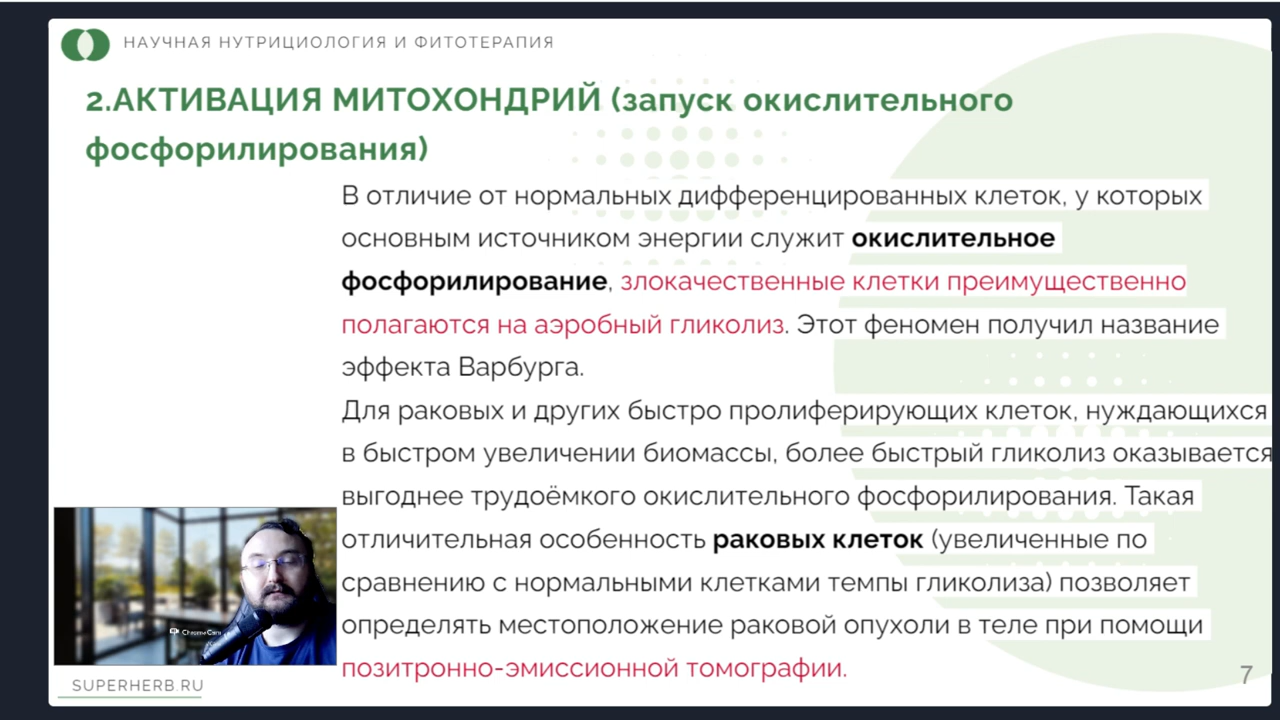 НАУЧНАЯ НУТРИЦИОЛОГИЯ И ФИТОТЕРАПИЯ
2.АКТИВАЦИЯ МИТОХОНДРИЙ (запуск окислительного
фосфорилирования)
В отличие от нормальных дифференцированных клеток, у которых
основным источником энергии служит окислительное
фосфорилирование, злокачественные клетки преимущественно
полагаются на аэробный гликолиз. Этот феномен получил название
эффекта Варбурга.
Для раковых и других быстро пролиферирующих клеток, нуждающихся
в быстром увеличении биомассы, более быстрый гликолиз оказывается
выгоднее трудоёмкого окислительного фосфорилирования. Такая
отличительная особенность раковых клеток (увеличенные по
сравнению с нормальными клетками темпы гликолиза) позволяет
определять местоположение раковой опухоли в теле при помощи
позитронно-эмиссионной томографии.
SUPERHERB.RU
7